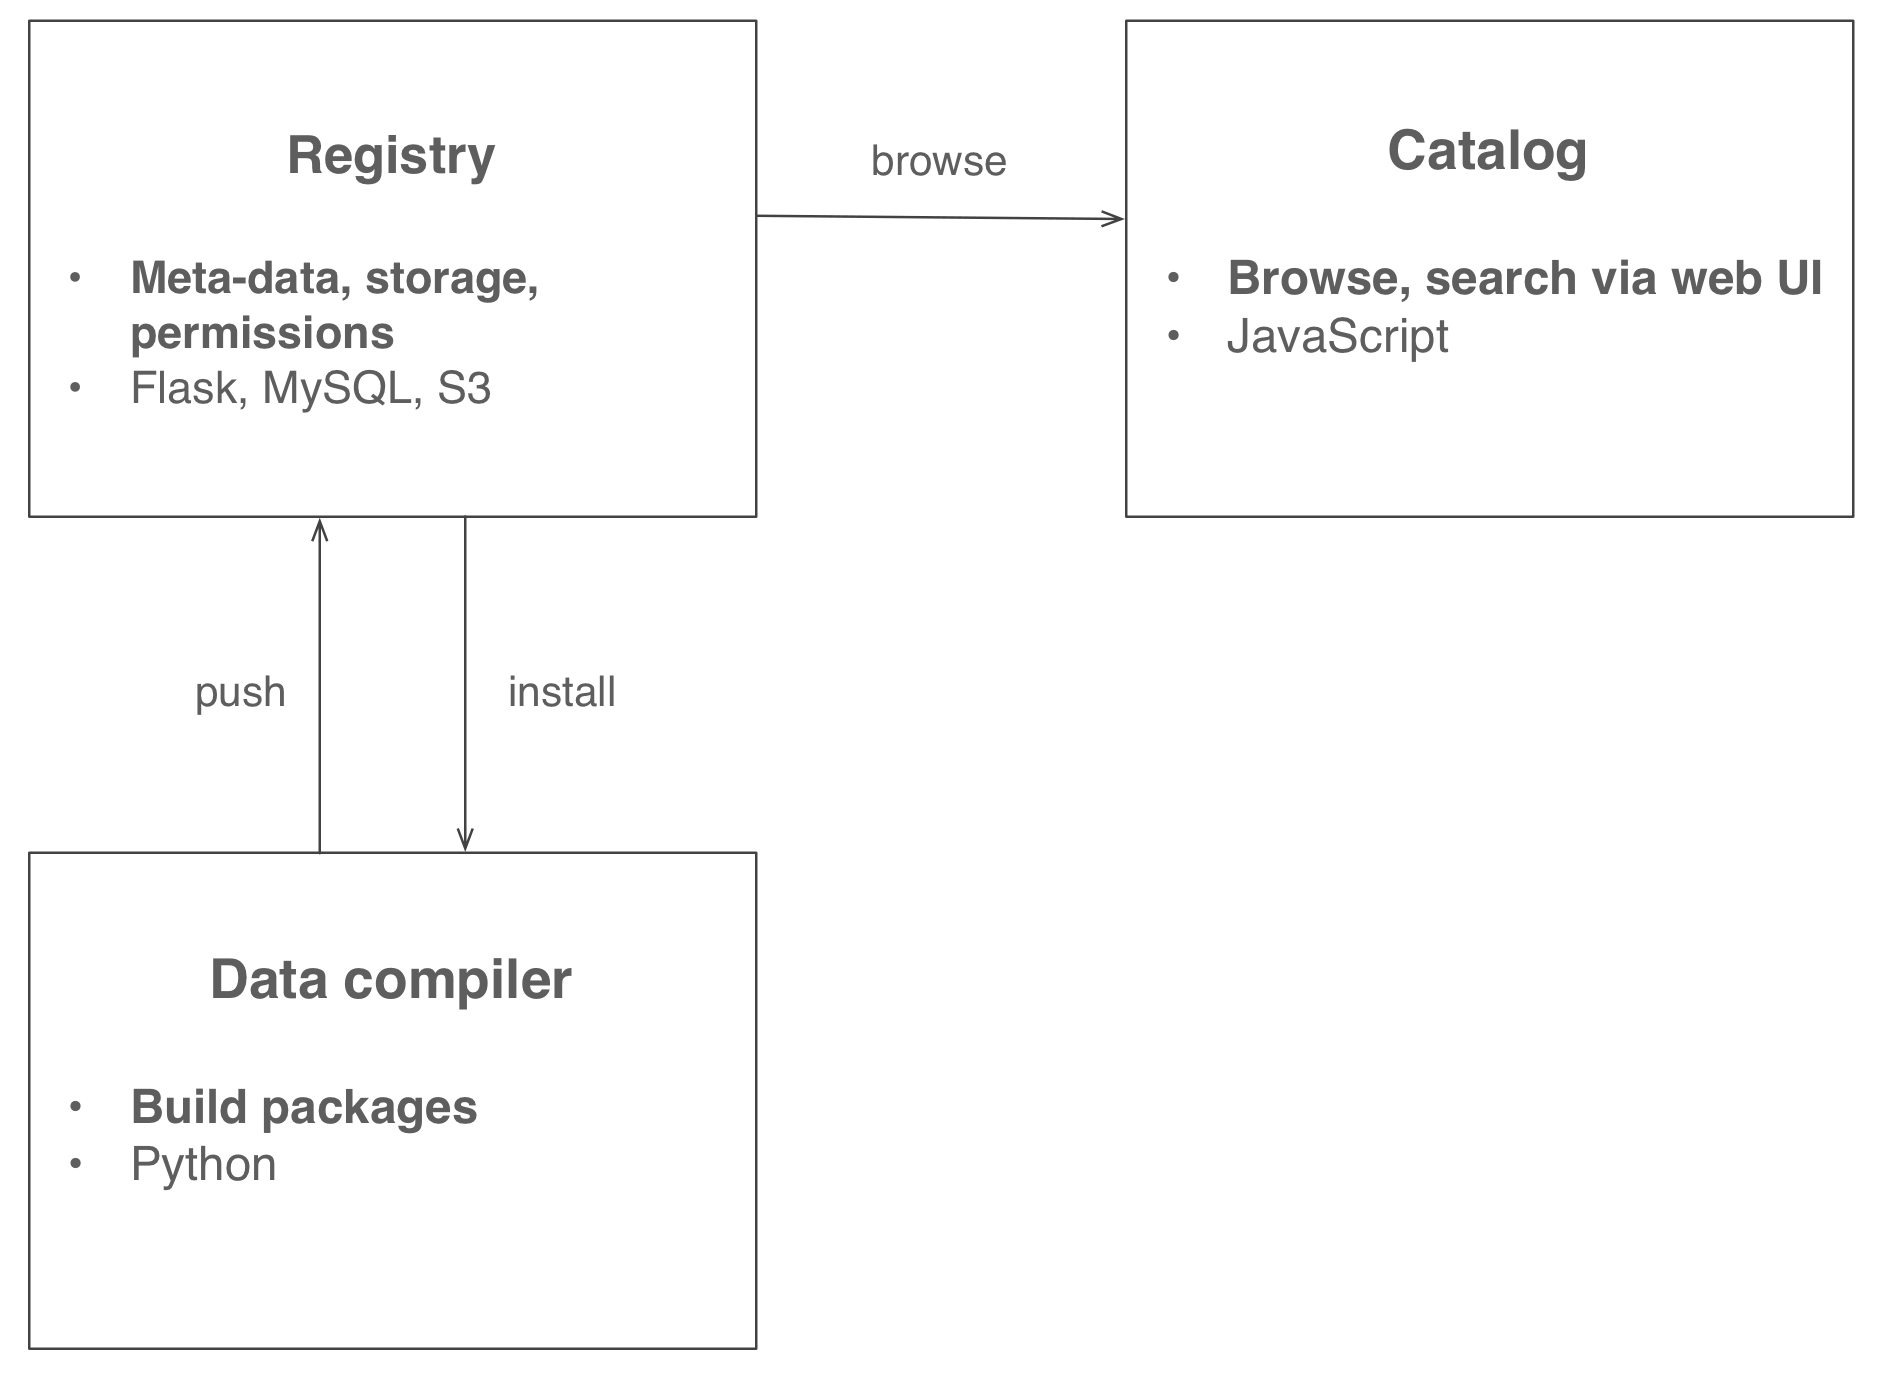 Registry
• Meta-data, storage,
permissions
• Flask, MySQL, S3
browse
Catalog
• Browse, search via web UI
• JavaScript
push
install
Data compiler
• Build packages
• Python